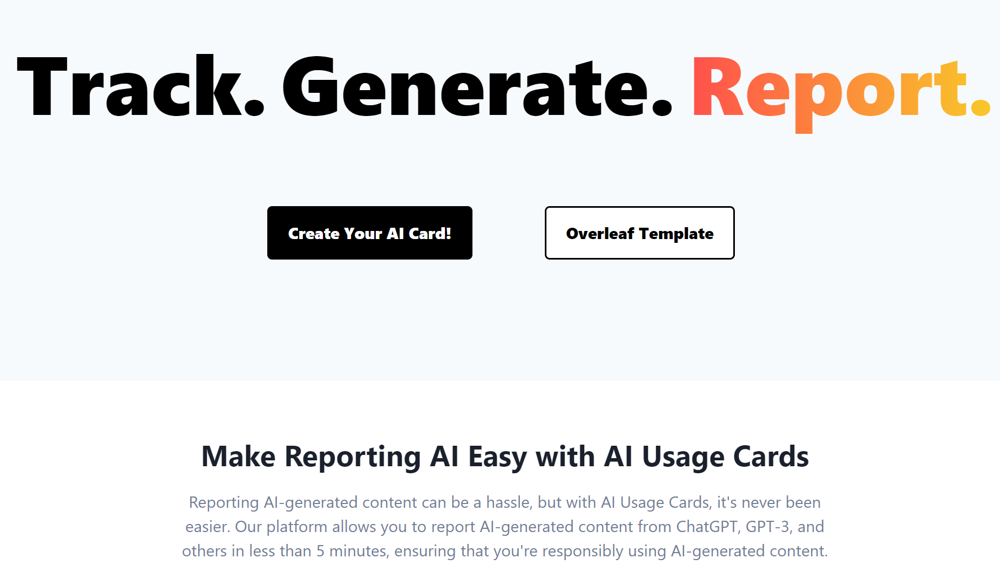 Track. Generate. Report.
Create Your AI Card!
Overleaf Template
Make Reporting AI Easy with AI Usage Cards
Reporting AI-generated content can be a hassle, but with AI Usage Cards, it's never been
easier. Our platform allows you to report AI-generated content from ChatGPT, GPT-3, and
others in less than 5 minutes, ensuring that you're responsibly using AI-generated content.